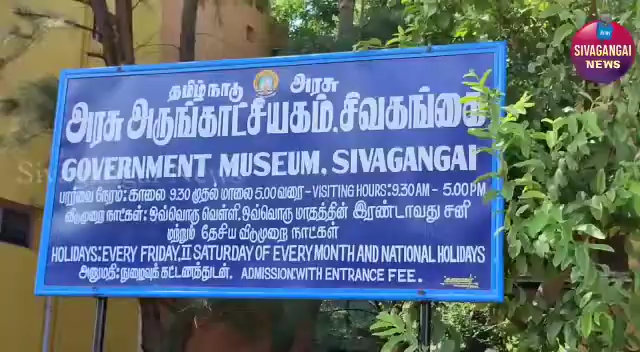 SIVAGANGAI
NEWS
தமிழ்நாடு அரசு
அரசு அருங்காட்சியகம், சிவகங்கை
GOVERNMENT MUSEUM, SIVAGANGAI
பார்வை நேரம்: காலை 9.30 முதல் மாலை 5.00 வரை – VISITING HOURS: 9.30 AM - 5.00 PM
விடுமுறை நாட்கள்: ஒவ்வொரு வெள்ளி, ஒவ்வொரு மாதத்தின் இரண்டாவது சனி
மற்றும் தேசிய விடுமுறை நாட்கள்
HOLIDAYS: EVERY FRIDAY, II SATURDAY OF EVERY MONTH AND NATIONAL HOLIDAYS
அனுமதி: நுழைவுக் கட்டணத்துடன். ADMISSION: WITH ENTRANCE FEE.